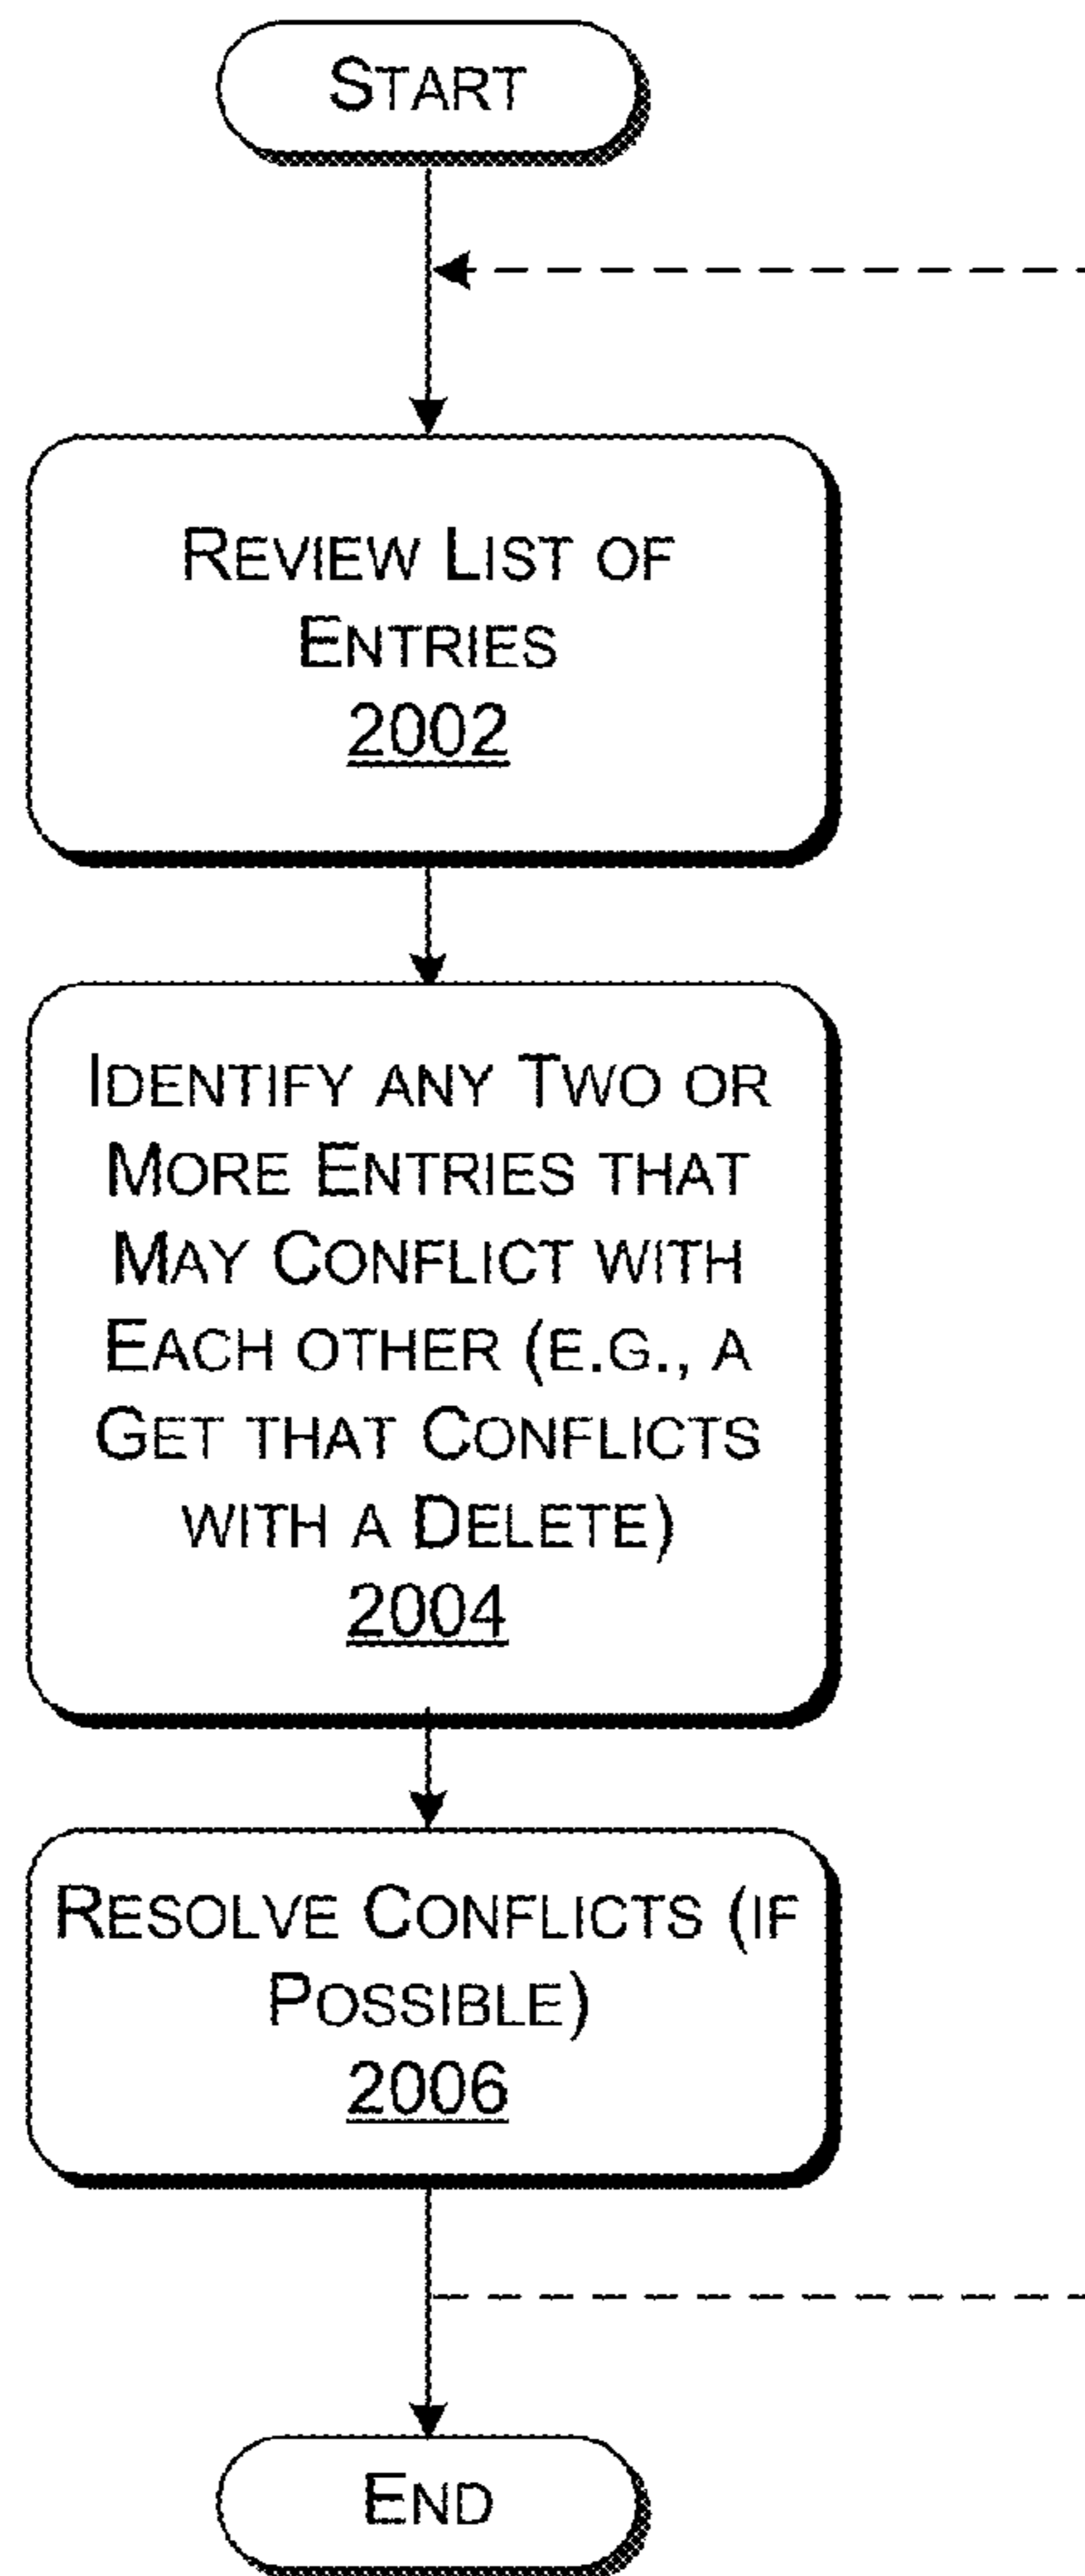 START
REVIEW LIST OF
ENTRIES
2002
IDENTIFY ANY TWO OR
MORE ENTRIES THAT
MAY CONFLICT WITH
EACH OTHER (E.G., A
GET THAT CONFLICTS
WITH A DELETE)
2004
RESOLVE CONFLICTS (IF
POSSIBLE)
2006
END